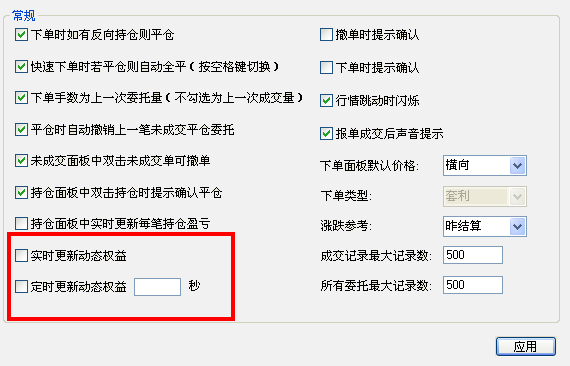 常规
下单时如有反向持仓则平仓
快速下单时若平仓则自动全平(按空格键切换)
下单手数为上一次委托量(不勾选为上一次成交量)
平仓时自动撤销上一笔未成交平仓委托
未成交面板中双击未成交单可撤单
持仓面板中双击持仓时提示确认平仓
持仓面板中实时更新每笔持仓盈亏
实时更新动态权益
定时更新动态权益 秒
撤单时提示确认
下单时提示确认
行情跳动时闪烁
报单成交后声音提示
下单面板默认价格: 横向
下单类型: 套利
涨跌参考: 昨结算
成交记录最大记录数: 500
所有委托最大记录数: 500
应用